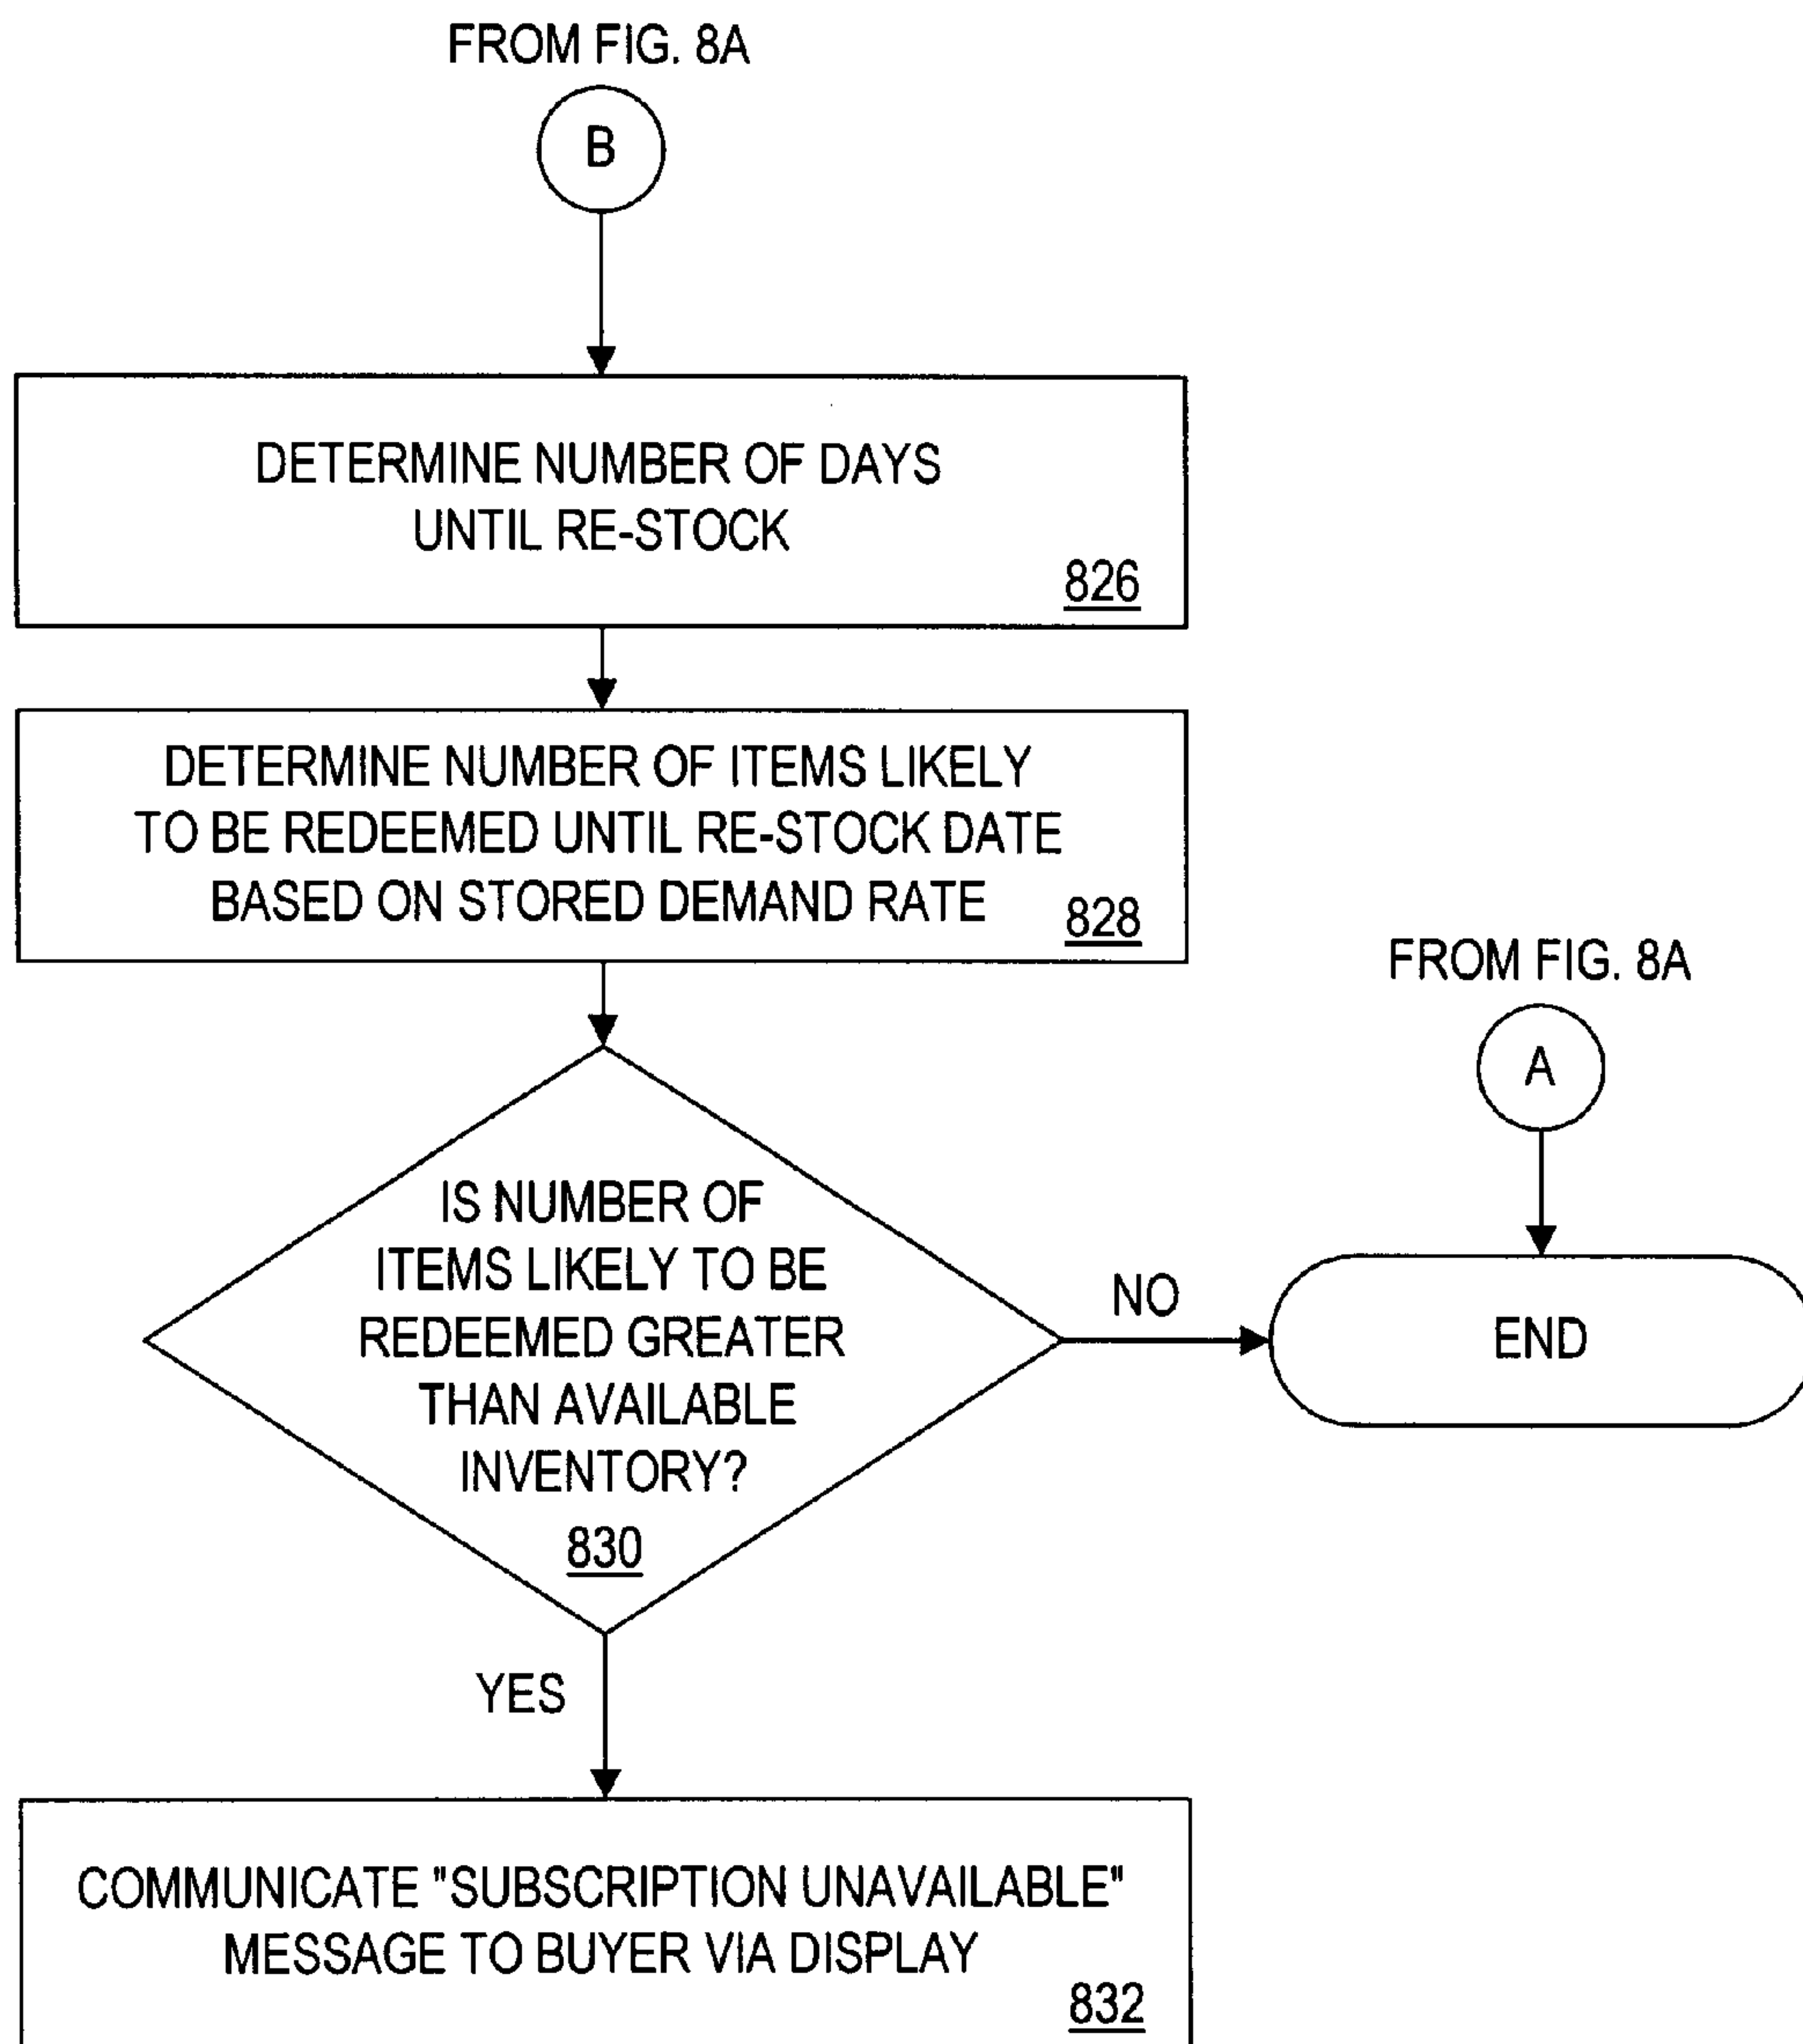 FROM FIG. 8A
B
DETERMINE NUMBER OF DAYS
UNTIL RE-STOCK
826
DETERMINE NUMBER OF ITEMS LIKELY
TO BE REDEEMED UNTIL RE-STOCK DATE
BASED ON STORED DEMAND RATE
828
FROM FIG. 8A
A
IS NUMBER OF
ITEMS LIKELY TO BE
REDEEMED GREATER
THAN AVAILABLE
INVENTORY?
830
NO
END
YES
COMMUNICATE "SUBSCRIPTION UNAVAILABLE"
MESSAGE TO BUYER VIA DISPLAY
832